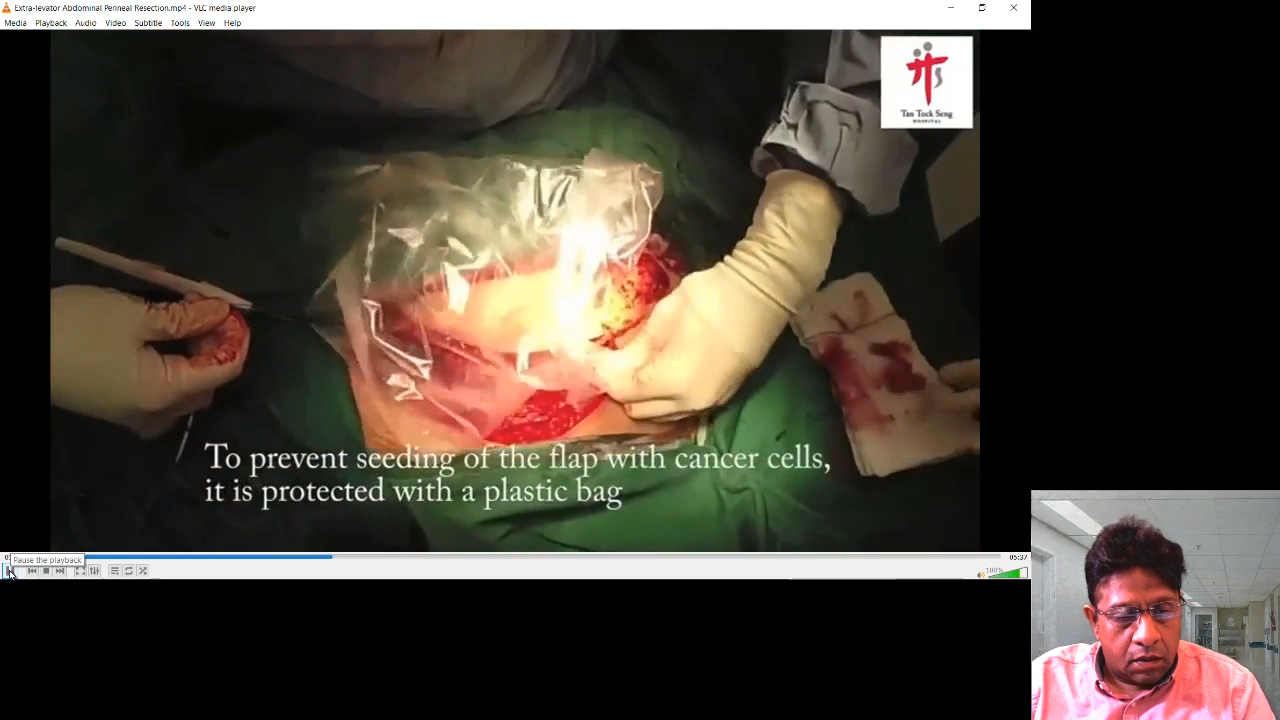 Extra-levator Abdominal Perineal Resection.mp4 - VLC media player
Media Playback Audio Video Subtitle Tools View Help
Tan Tock Seng
HOSPITAL
To prevent seeding of the flap with cancer cells,
it is protected with a plastic bag
Pause the playback
05:37
100%